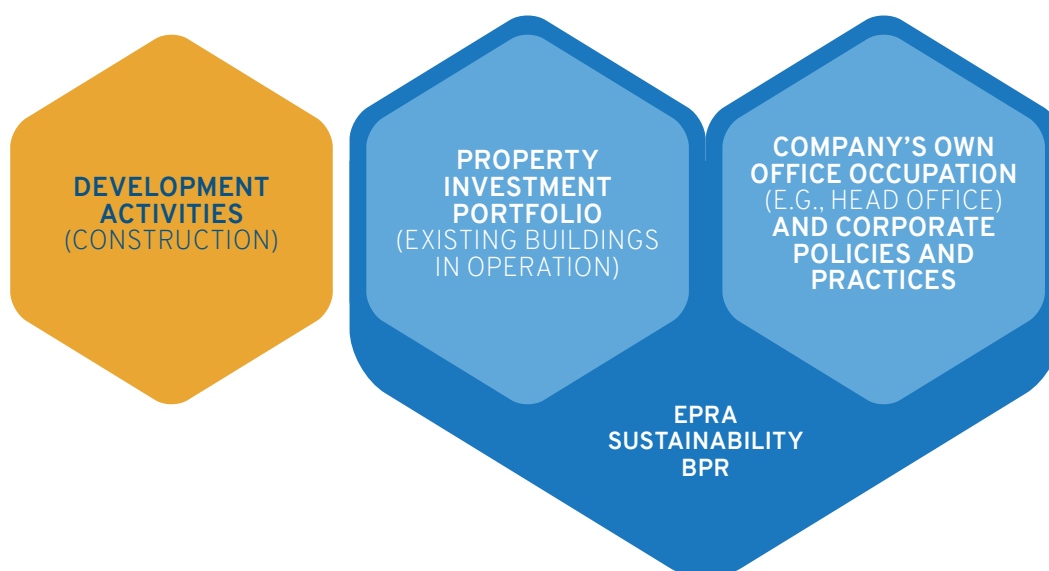 DEVELOPMENT
ACTIVITIES
(CONSTRUCTION)
PROPERTY
INVESTMENT
PORTFOLIO
(EXISTING BUILDINGS
IN OPERATION)
COMPANY’S OWN
OFFICE OCCUPATION
(E.G., HEAD OFFICE)
AND CORPORATE
POLICIES AND
PRACTICES
EPRA
SUSTAINABILITY
BPR